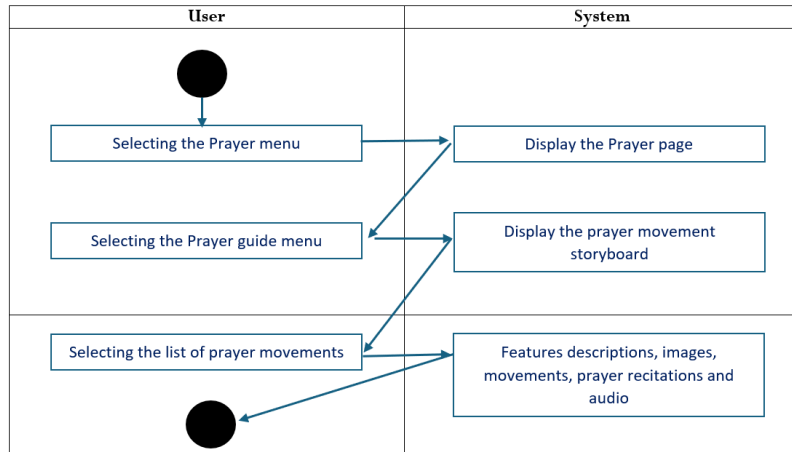 User
System
Selecting the Prayer menu
Display the Prayer page
Selecting the Prayer guide menu
Display the prayer movement
storyboard
Selecting the list of prayer movements
Features descriptions, images,
movements, prayer recitations and
audio